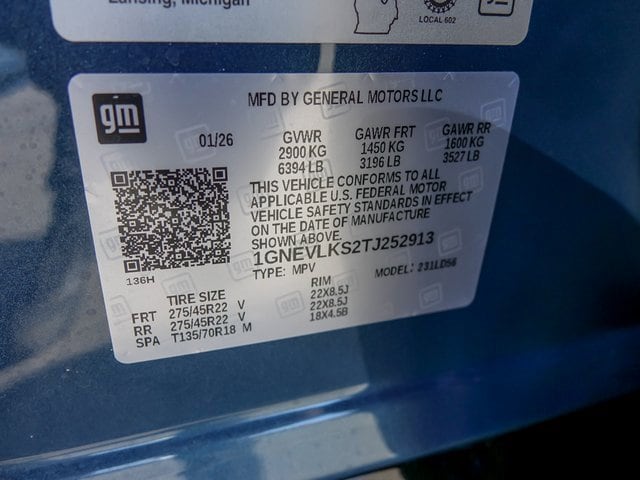 Lansing, Michigan
LOCAL 602
gm
MFD BY GENERAL MOTORS LLC
01/26
GVWR GAWR FRT GAWR RR
2900 KG 1450 KG 1600 KG
6394 LB 3196 LB 3527 LB
THIS VEHICLE CONFORMS TO ALL
APPLICABLE U.S. FEDERAL MOTOR
VEHICLE SAFETY STANDARDS IN EFFECT
ON THE DATE OF MANUFACTURE
SHOWN ABOVE
1GNEVLKS2TJ252913
TYPE: MPV MODEL: 231LD56
136H
TIRE SIZE RIM
FRT 275/45R22 V 22X8.5J
RR 275/45R22 V 22X8.5J
SPA T135/70R18 M 18X4.5B